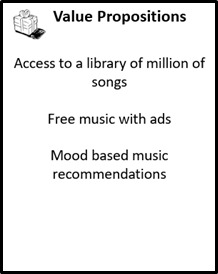 Value Propositions
Access to a library of million of
songs
Free music with ads
Mood based music
recommendations